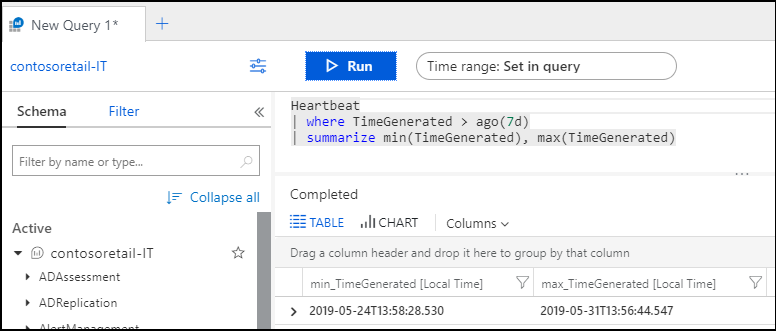 New Query 1*
contosoretail-IT
Run
Time range: Set in query
Schema
Filter
Filter by name or type...
Collapse all
Active
contosoretail-IT
ADAssessment
ADReplication
AlertManagement
Heartbeat
| where TimeGenerated > ago(7d)
| summarize min(TimeGenerated), max(TimeGenerated)
Completed
TABLE CHART Columns
Drag a column header and drop it here to group by that column
min_TimeGenerated [Local Time] max_TimeGenerated [Local Time]
2019-05-24T13:58:28.530 2019-05-31T13:56:44.547